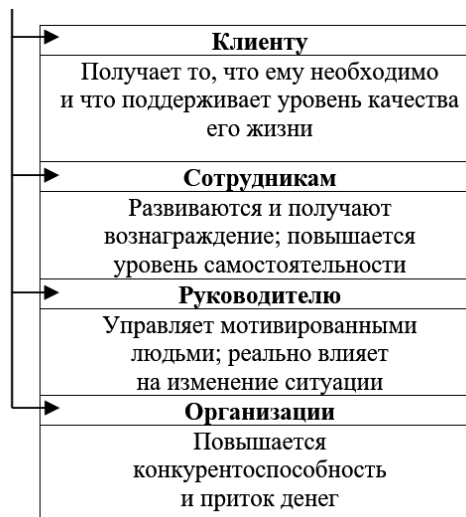 Клиенту
Получает то, что ему необходимо
и что поддерживает уровень качества
его жизни
Сотрудникам
Развиваются и получают
вознаграждение; повышается
уровень самостоятельности
Руководителю
Управляет мотивированными
людьми; реально влияет
на изменение ситуации
Организации
Повышается
конкурентоспособность
и приток денег